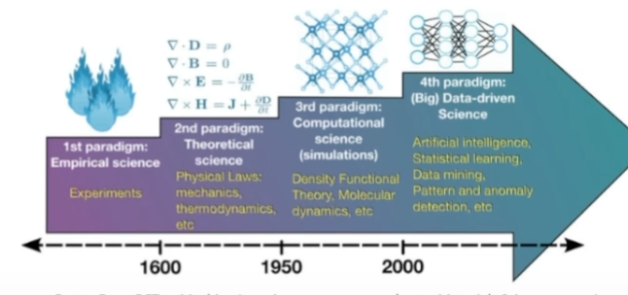 ∇ · D = ρ
∇ · B = 0
∇ × E = −∂B/∂t
∇ × H = J + ∂D/∂t
1st paradigm:
Empirical science
Experiments
2nd paradigm:
Theoretical
science
Physical Laws:
mechanics,
thermodynamics,
etc
3rd paradigm:
Computational
science
(simulations)
Density Functional
Theory, Molecular
dynamics, etc
4th paradigm:
(Big) Data-driven
Science
Artificial intelligence,
Statistical learning,
Data mining,
Pattern and anomaly
detection, etc
1600
1950
2000